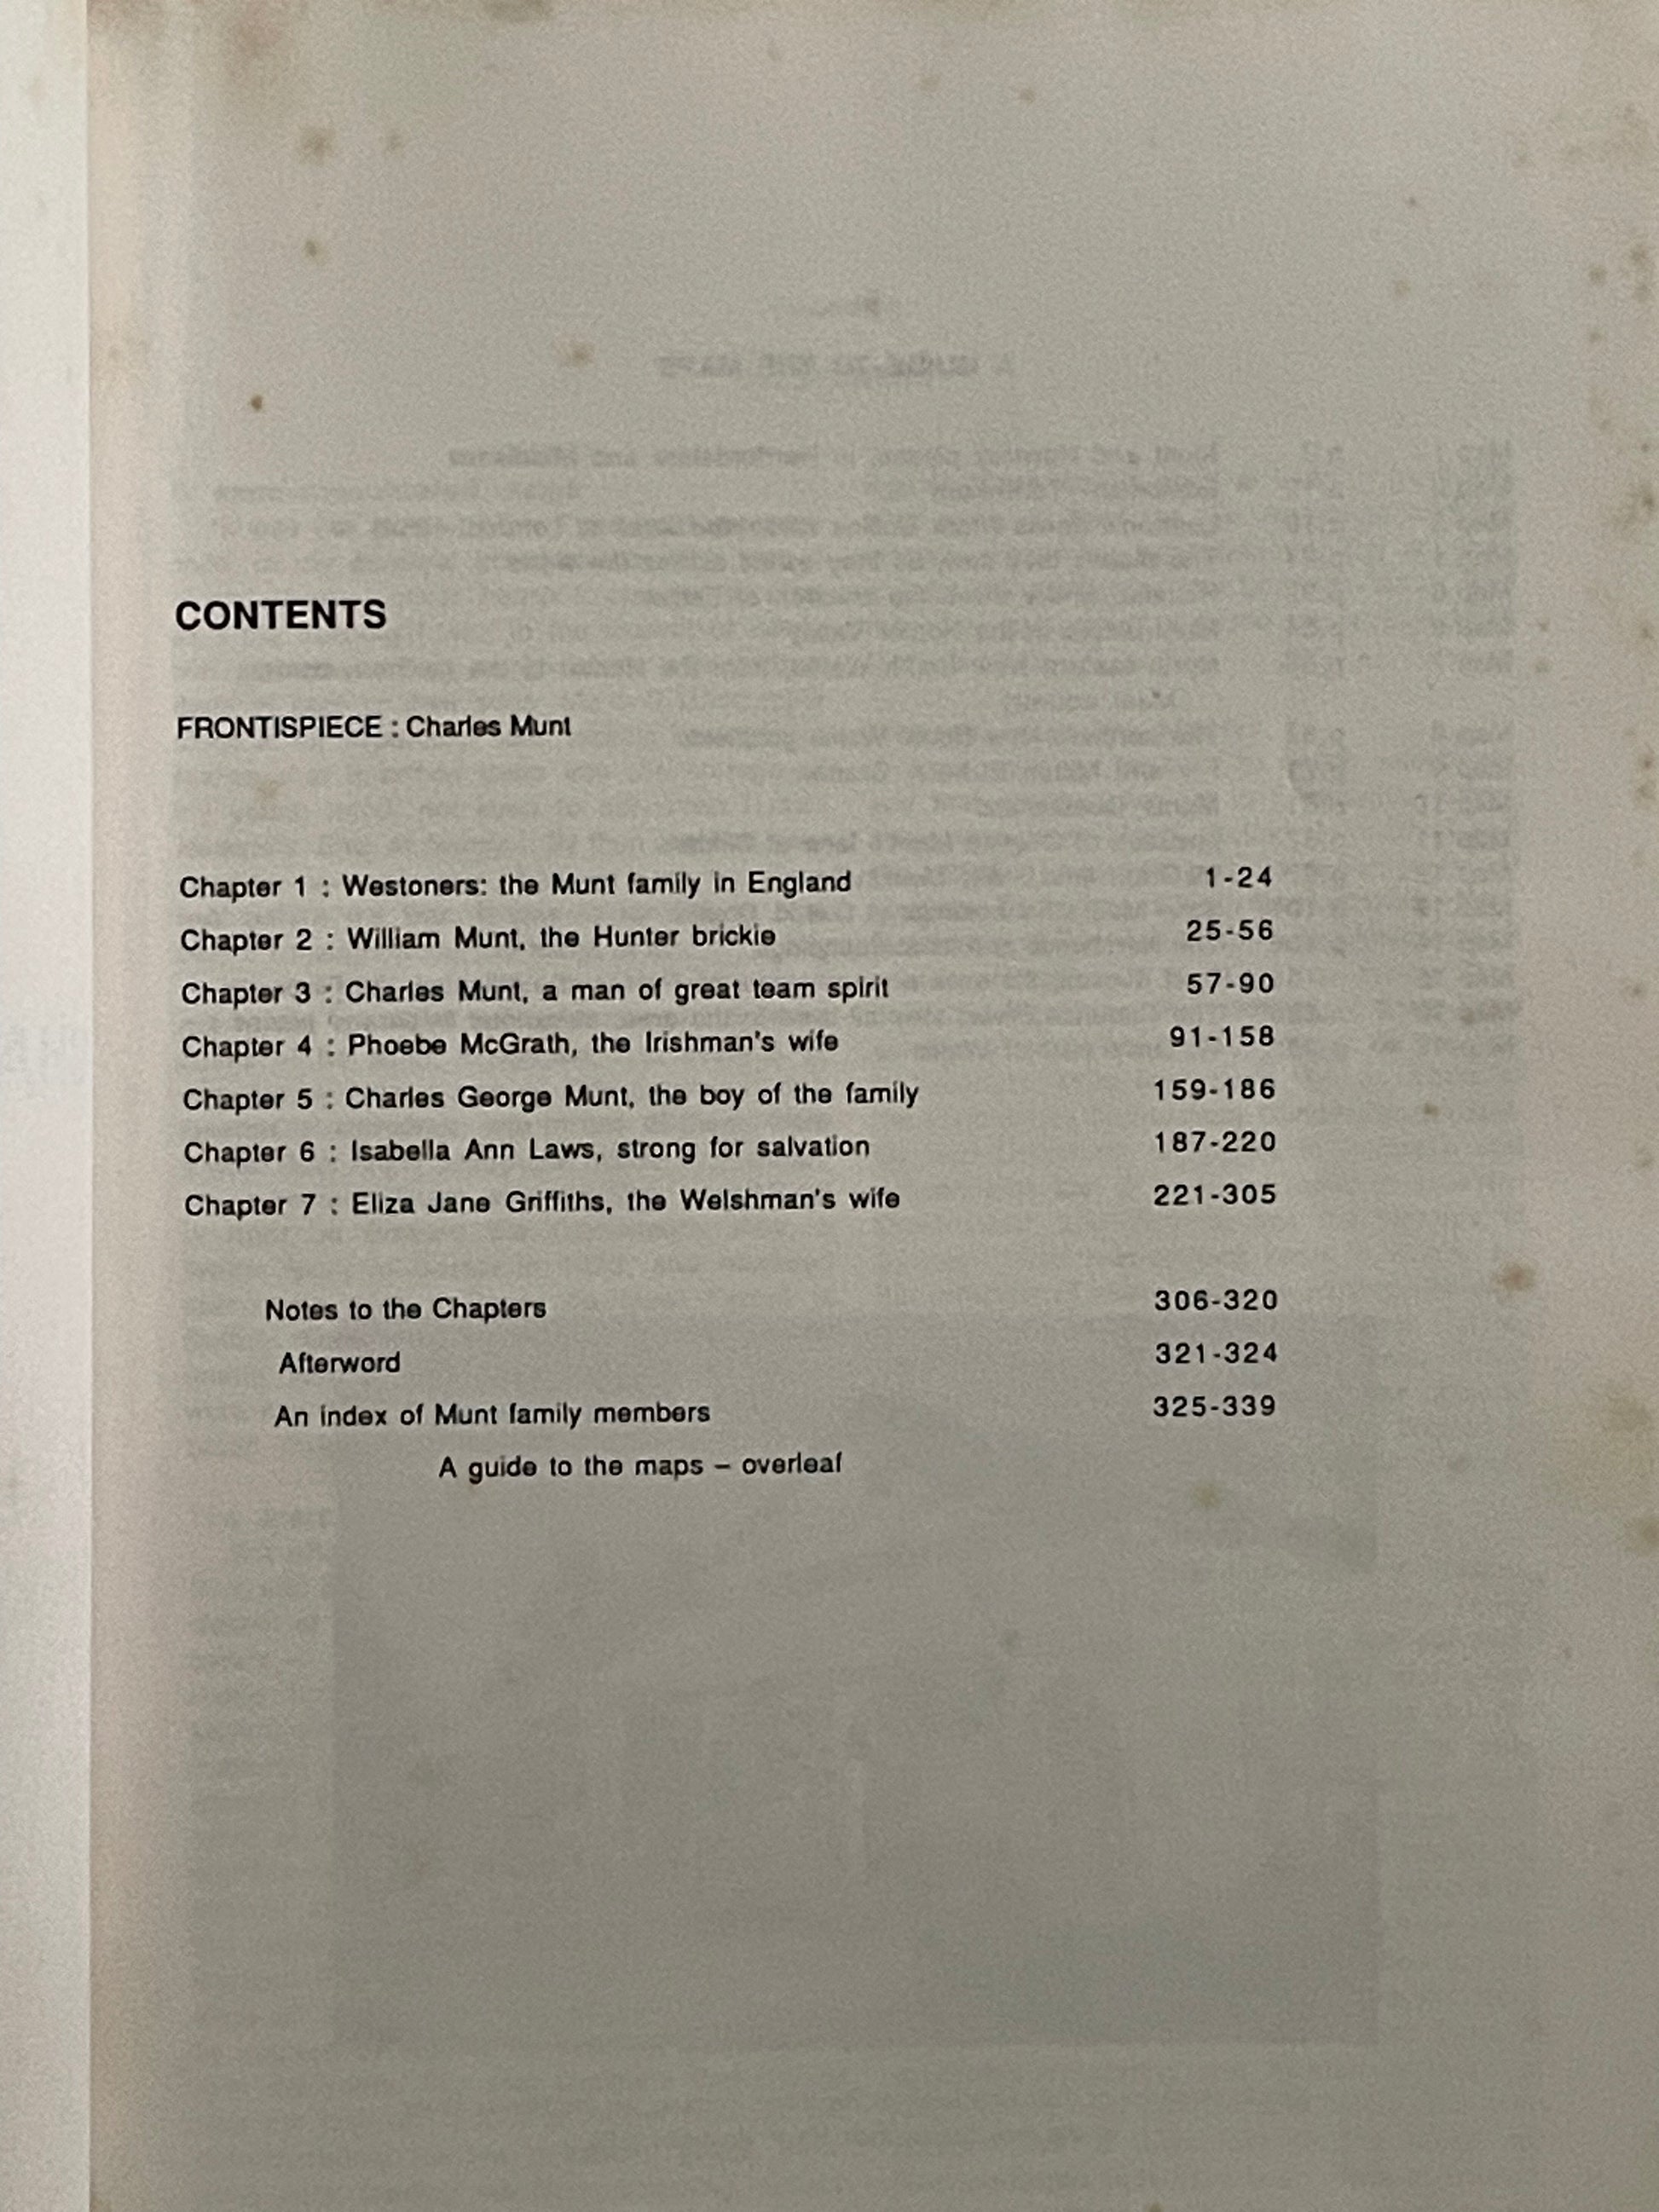 CONTENTS
FRONTISPIECE : Charles Munt
Chapter 1 : Westoners: the Munt family in England 1-24
Chapter 2 : William Munt, the Hunter brickie 25-56
Chapter 3 : Charles Munt, a man of great team spirit 57-90
Chapter 4 : Phoebe McGrath, the Irishman's wife 91-158
Chapter 5 : Charles George Munt, the boy of the family 159-186
Chapter 6 : Isabella Ann Laws, strong for salvation 187-220
Chapter 7 : Eliza Jane Griffiths, the Welshman's wife 221-305
Notes to the Chapters 306-320
Afterword 321-324
An index of Munt family members 325-339
A guide to the maps – overleaf